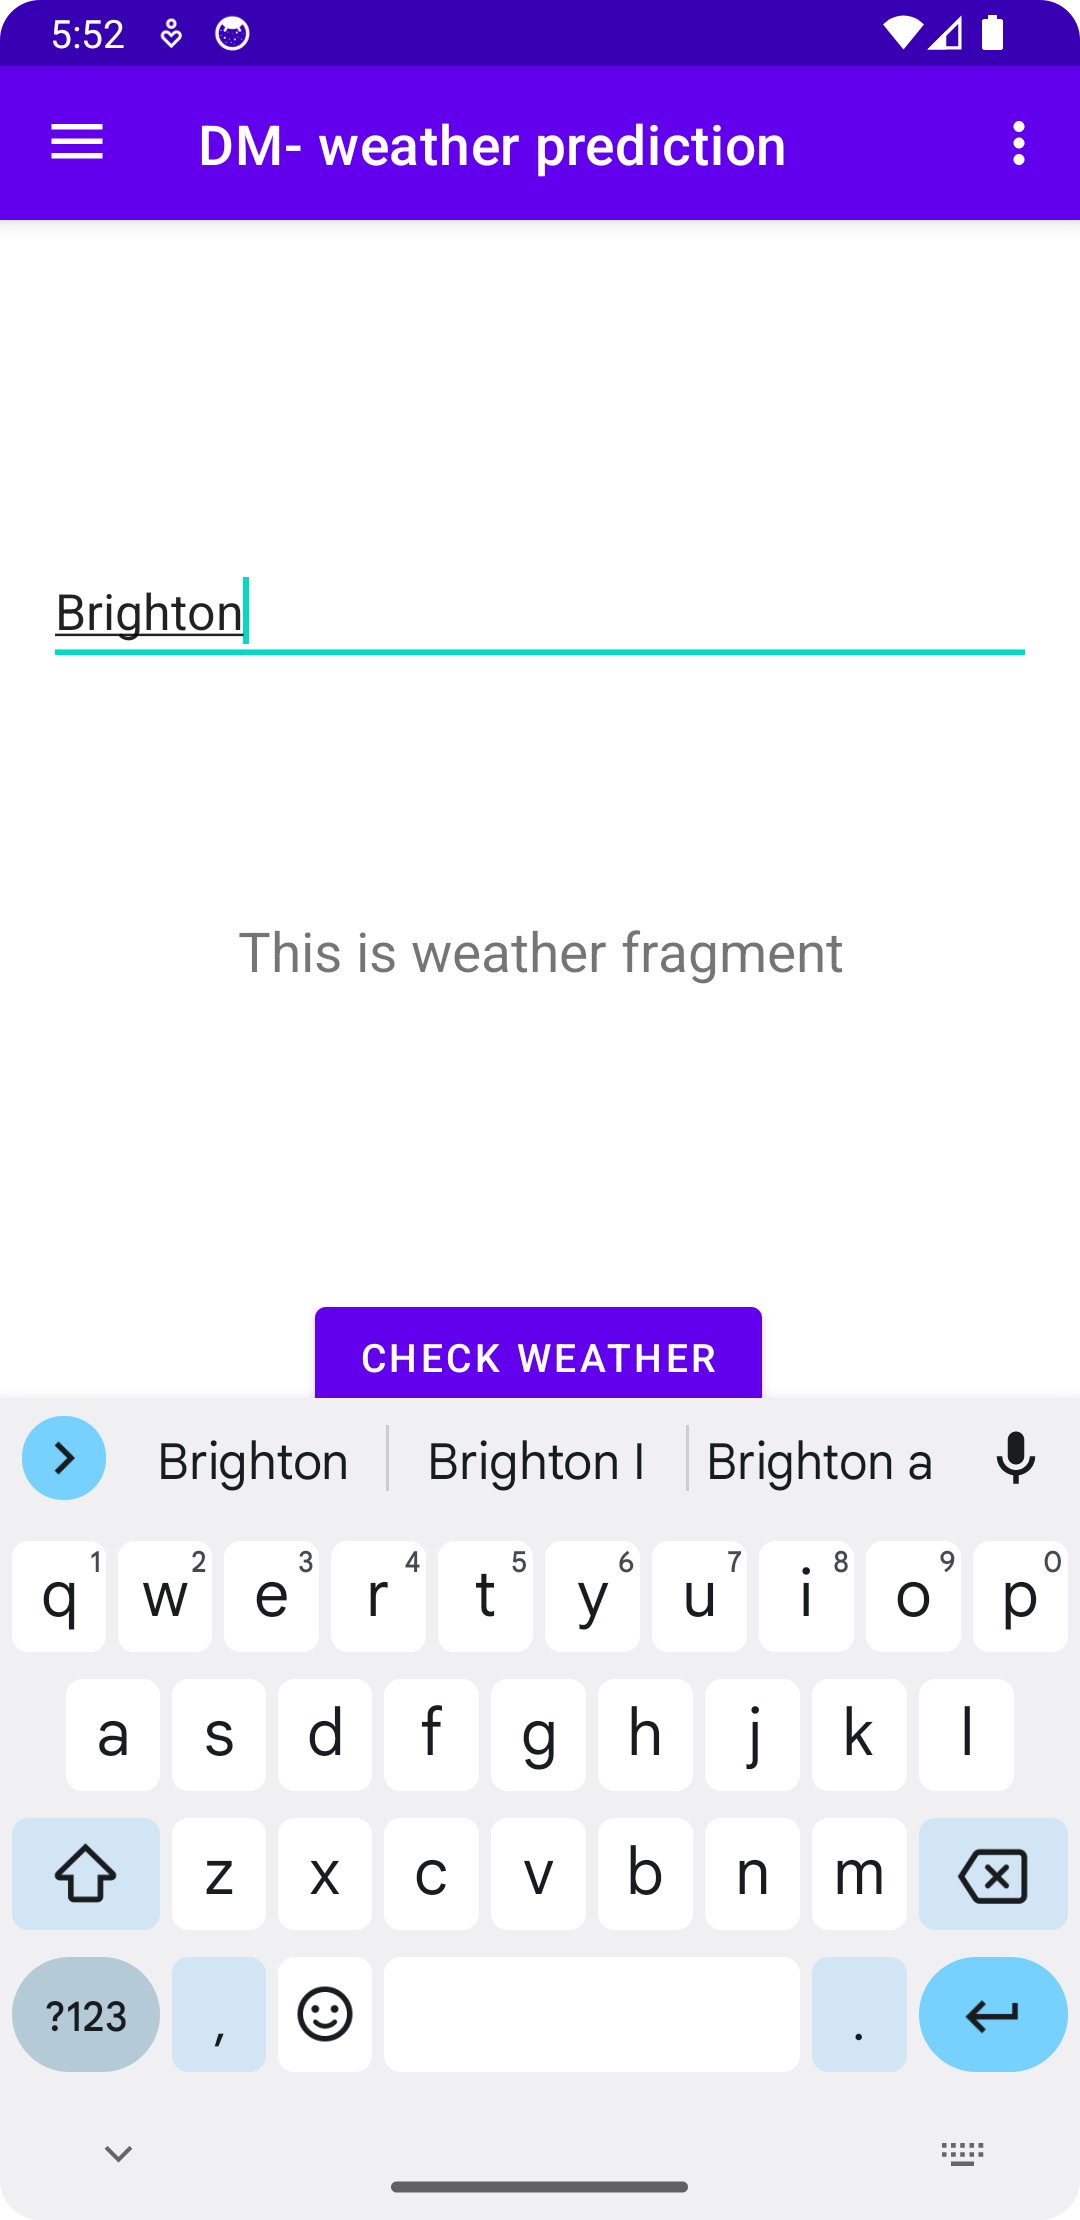 5:52
DM- weather prediction
Brighton
This is weather fragment
CHECK WEATHER
Brighton Brighton I Brighton a
q 1 w 2 e 3 r 4 t 5 y 6 u 7 i 8 o 9 p 0
a s d f g h j k l
z x c v b n m
?123 , .